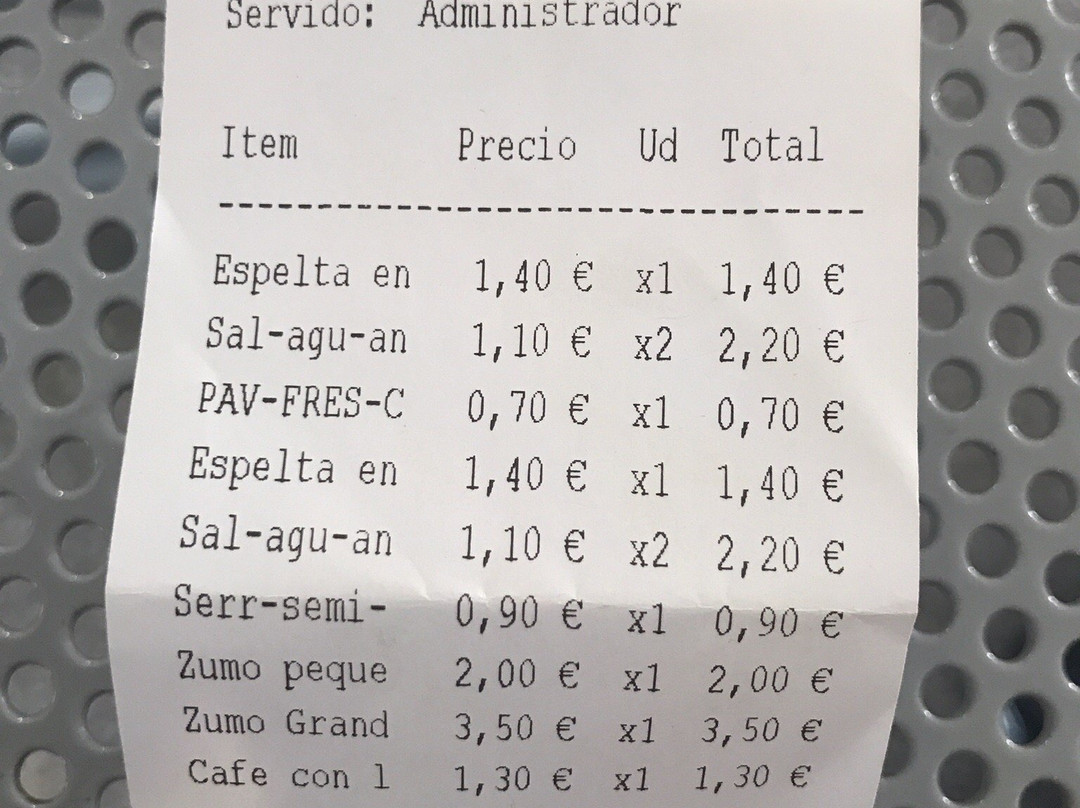 Servido: Administrador
Item Precio Ud Total
--------------------------------
Espelta en 1,40 € x1 1,40 €
Sal-agu-an 1,10 € x2 2,20 €
PAV-FRES-C 0,70 € x1 0,70 €
Espelta en 1,40 € x1 1,40 €
Sal-agu-an 1,10 € x2 2,20 €
Serr-semi- 0,90 € x1 0,90 €
Zumo peque 2,00 € x1 2,00 €
Zumo Grand 3,50 € x1 3,50 €
Cafe con l 1,30 € x1 1,30 €